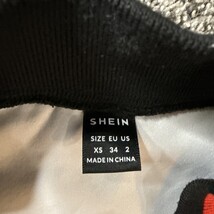 SHEIN
SIZE EU US
XS 34 2
MADE IN CHINA